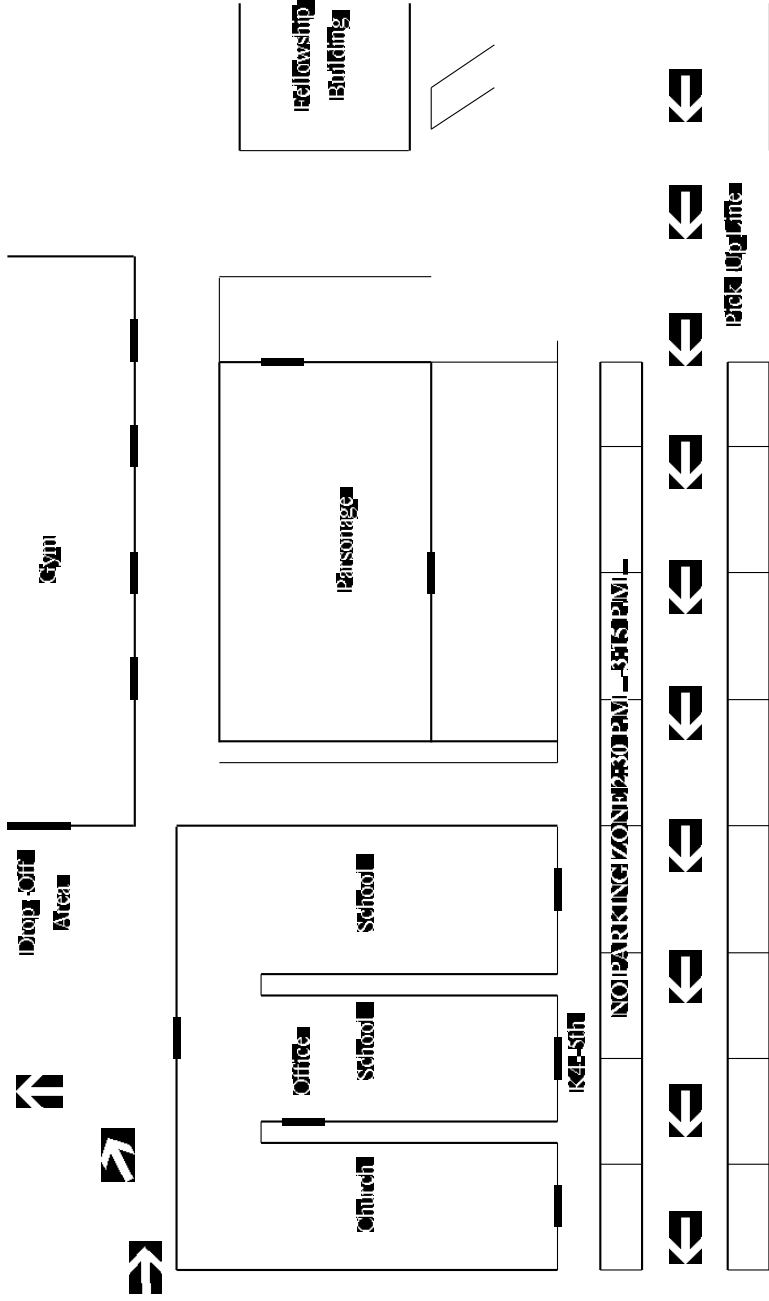 Fellowship
Building
Pick Up Line
Gym
Parsonage
NO PARKING ZONE 2:30 P.M. – 3:15 P.M.
Drop -Off
Area
School
School
Office
K4-5th
Church